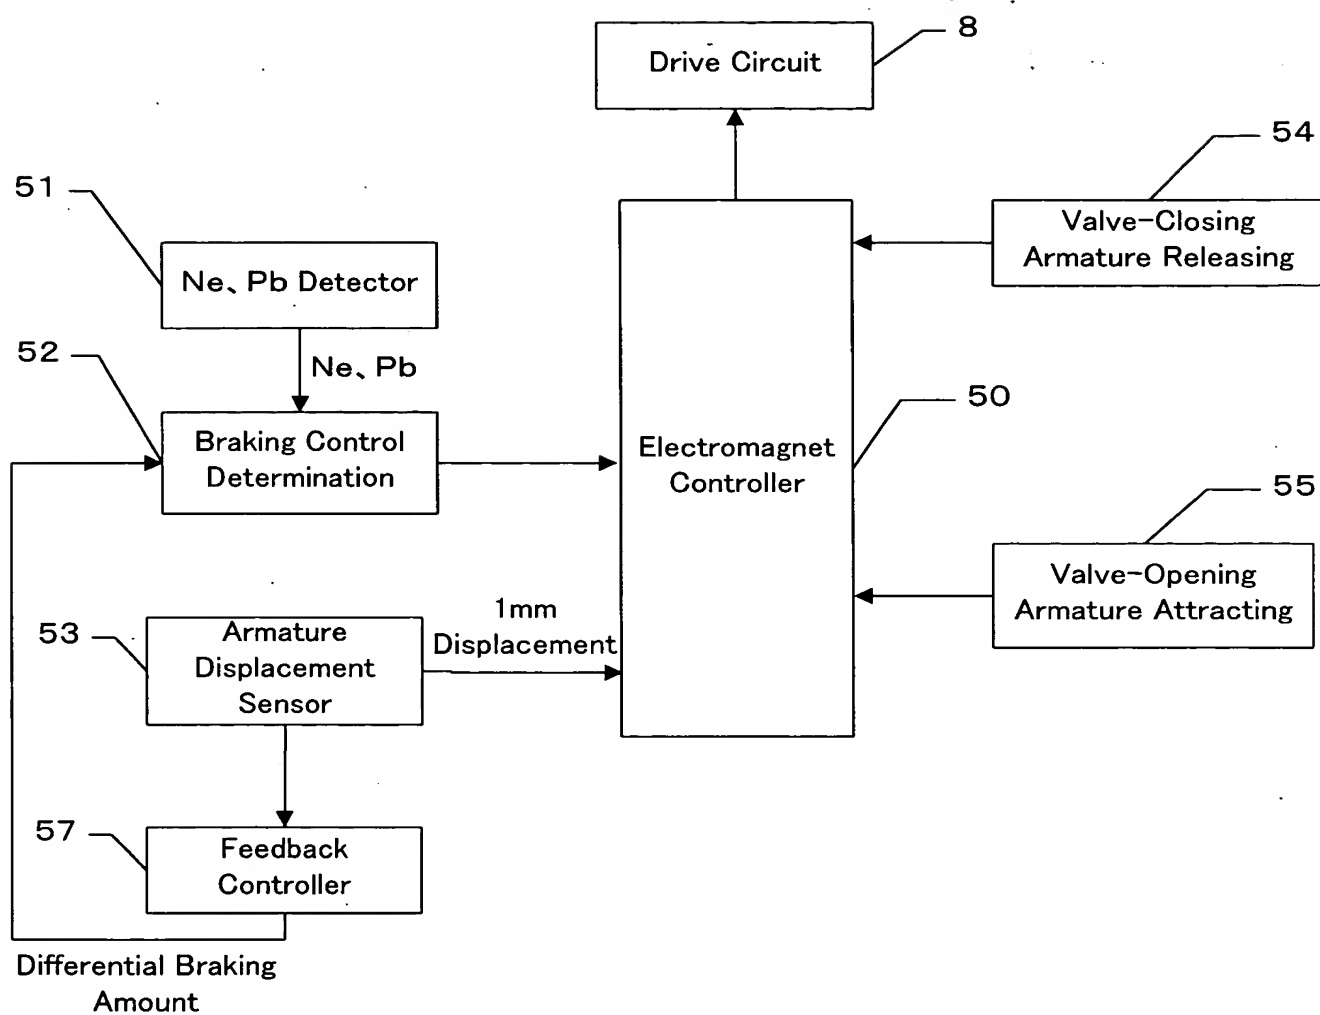 Drive Circuit
8
54
Valve-Closing
Armature Releasing
51
Ne、Pb Detector
52
Ne、Pb
Braking Control
Determination
50
Electromagnet
Controller
55
Valve-Opening
Armature Attracting
53
Armature
Displacement
Sensor
1mm
Displacement
57
Feedback
Controller
Differential Braking
Amount